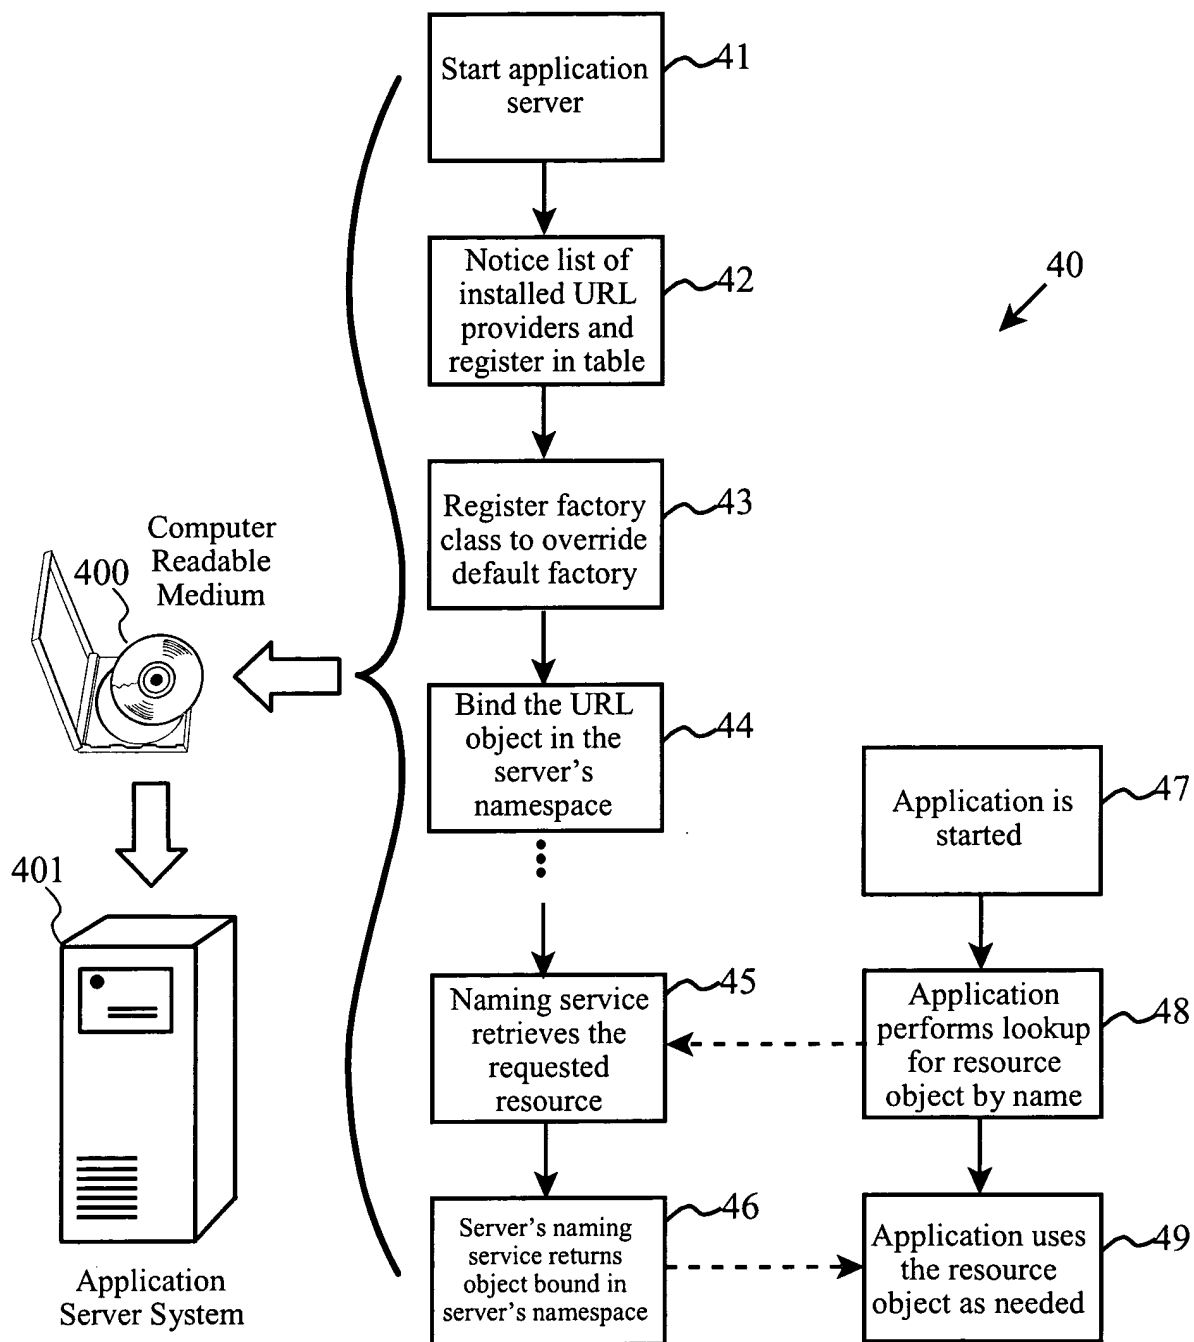 Start application
server
41
Notice list of
installed URL
providers and
register in table
42
40
Register factory
class to override
default factory
43
Computer
Readable
Medium
400
Bind the URL
object in the
server's
namespace
44
Application is
started
47
401
Naming service
retrieves the
requested
resource
45
Application
performs lookup
for resource
object by name
48
Server's naming
service returns
object bound in
server's namespace
46
Application uses
the resource
object as needed
49
Application
Server System